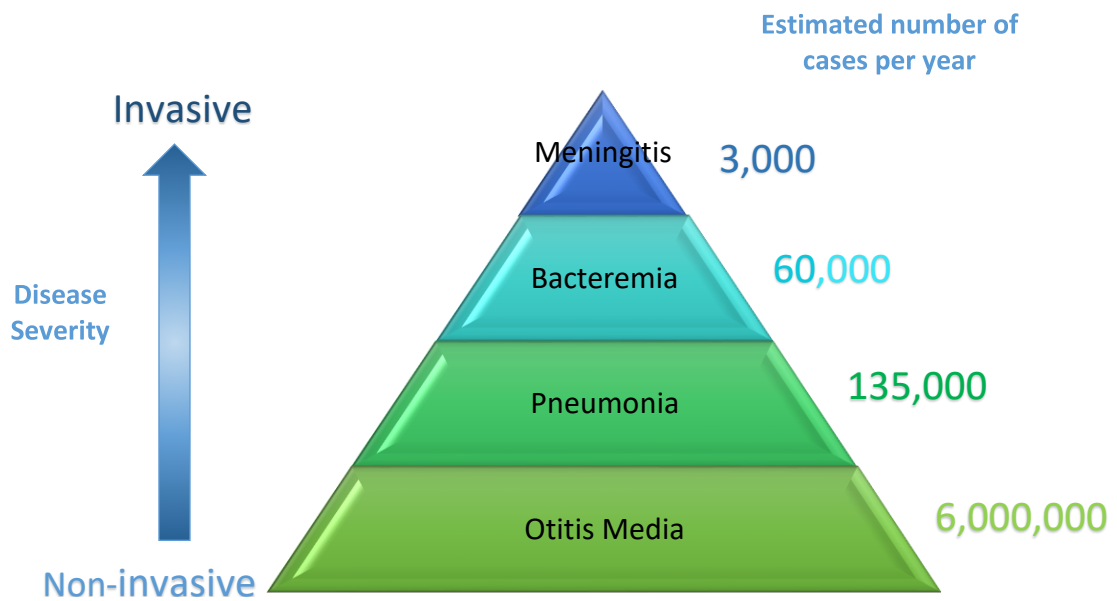 Estimated number of
cases per year
Invasive
Meningitis
3,000
Bacteremia
60,000
Disease
Severity
Pneumonia
135,000
Otitis Media
6,000,000
Non-invasive